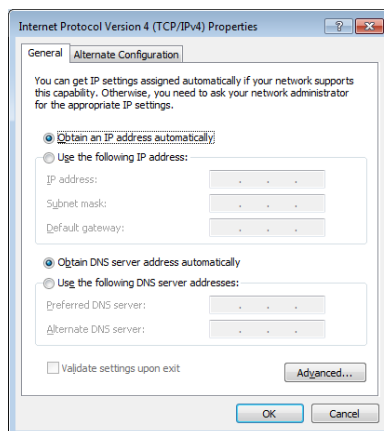 Internet Protocol Version 4 (TCP/IPv4) Properties
General
Alternate Configuration
You can get IP settings assigned automatically if your network supports
this capability. Otherwise, you need to ask your network administrator
for the appropriate IP settings.
Obtain an IP address automatically
Use the following IP address:
IP address:
Subnet mask:
Default gateway:
Obtain DNS server address automatically
Use the following DNS server addresses:
Preferred DNS server:
Alternate DNS server:
Validate settings upon exit
Advanced...
OK
Cancel